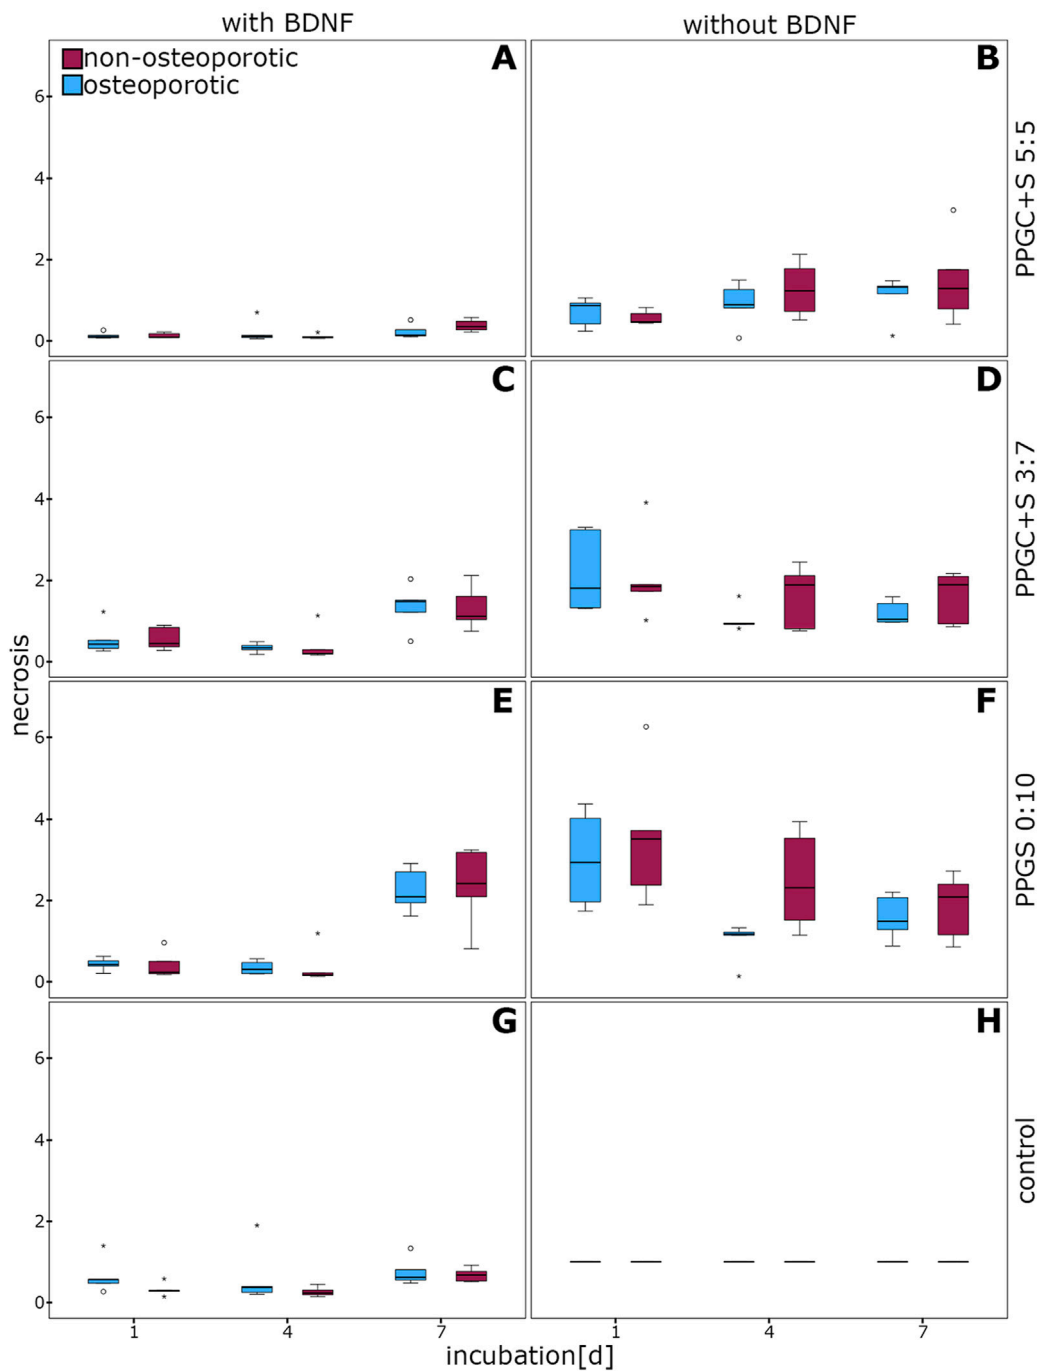 with BDNF
without BDNF
non-osteoporotic
osteoporotic
A
B
6
4
2
0
PPGC+S 5:5
C
D
6
4
2
0
PPGC+S 3:7
necrosis
E
F
6
4
2
0
PPGS 0:10
G
H
6
4
2
0
control
1
4
7
1
4
7
incubation[d]